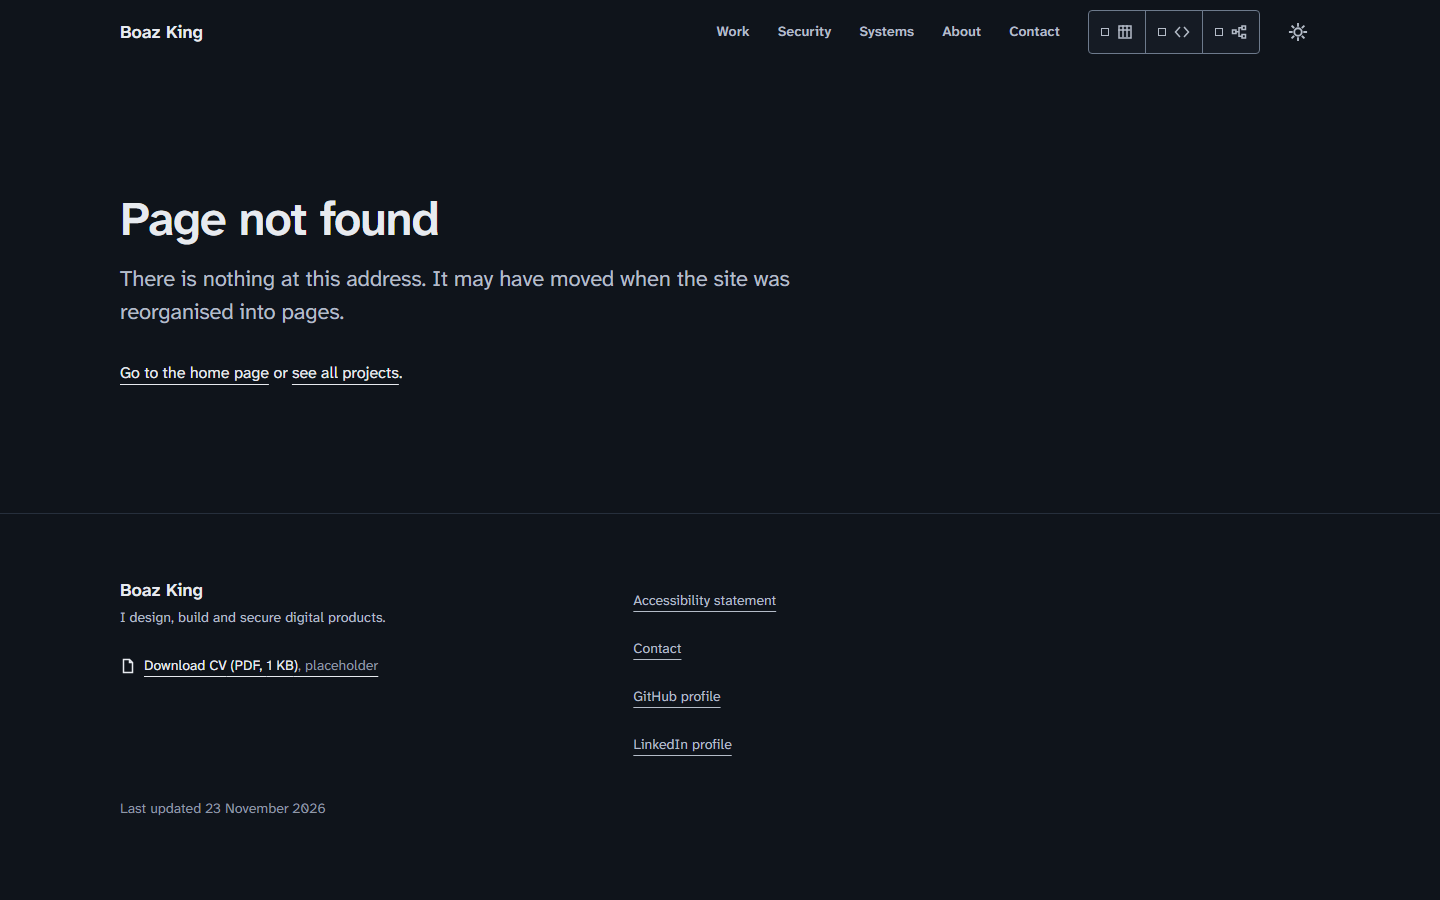 Boaz King
Work
Security
Systems
About
Contact
Page not found
There is nothing at this address. It may have moved when the site was
reorganised into pages.
Go to the home page or see all projects.
Boaz King
I design, build and secure digital products.
Download CV (PDF, 1 KB), placeholder
Accessibility statement
Contact
GitHub profile
LinkedIn profile
Last updated 23 November 2026